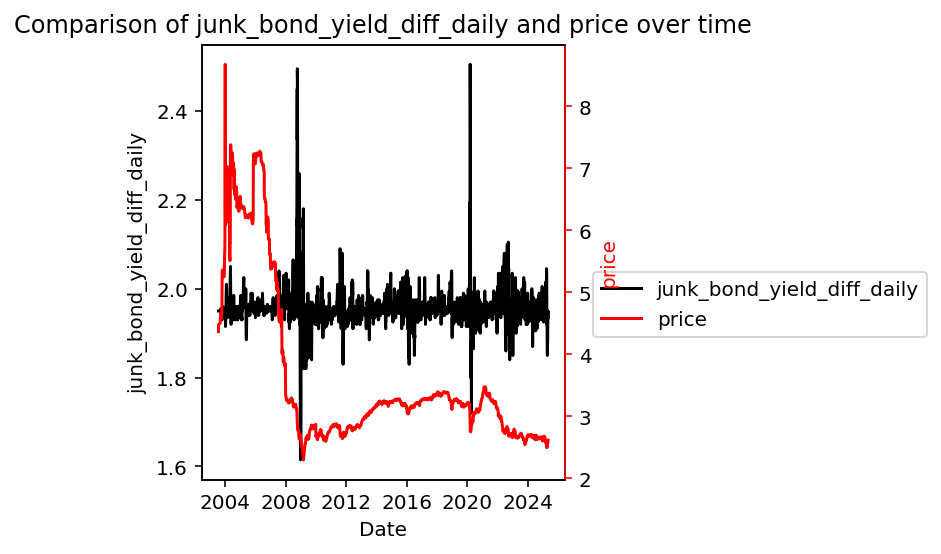 Comparison of junk_bond_yield_diff_daily and price over time
junk_bond_yield_diff_daily
2.4
2.2
2.0
1.8
1.6
8
7
6
5
4
3
2
price
junk_bond_yield_diff_daily
price
2004 2008 2012 2016 2020 2024
Date